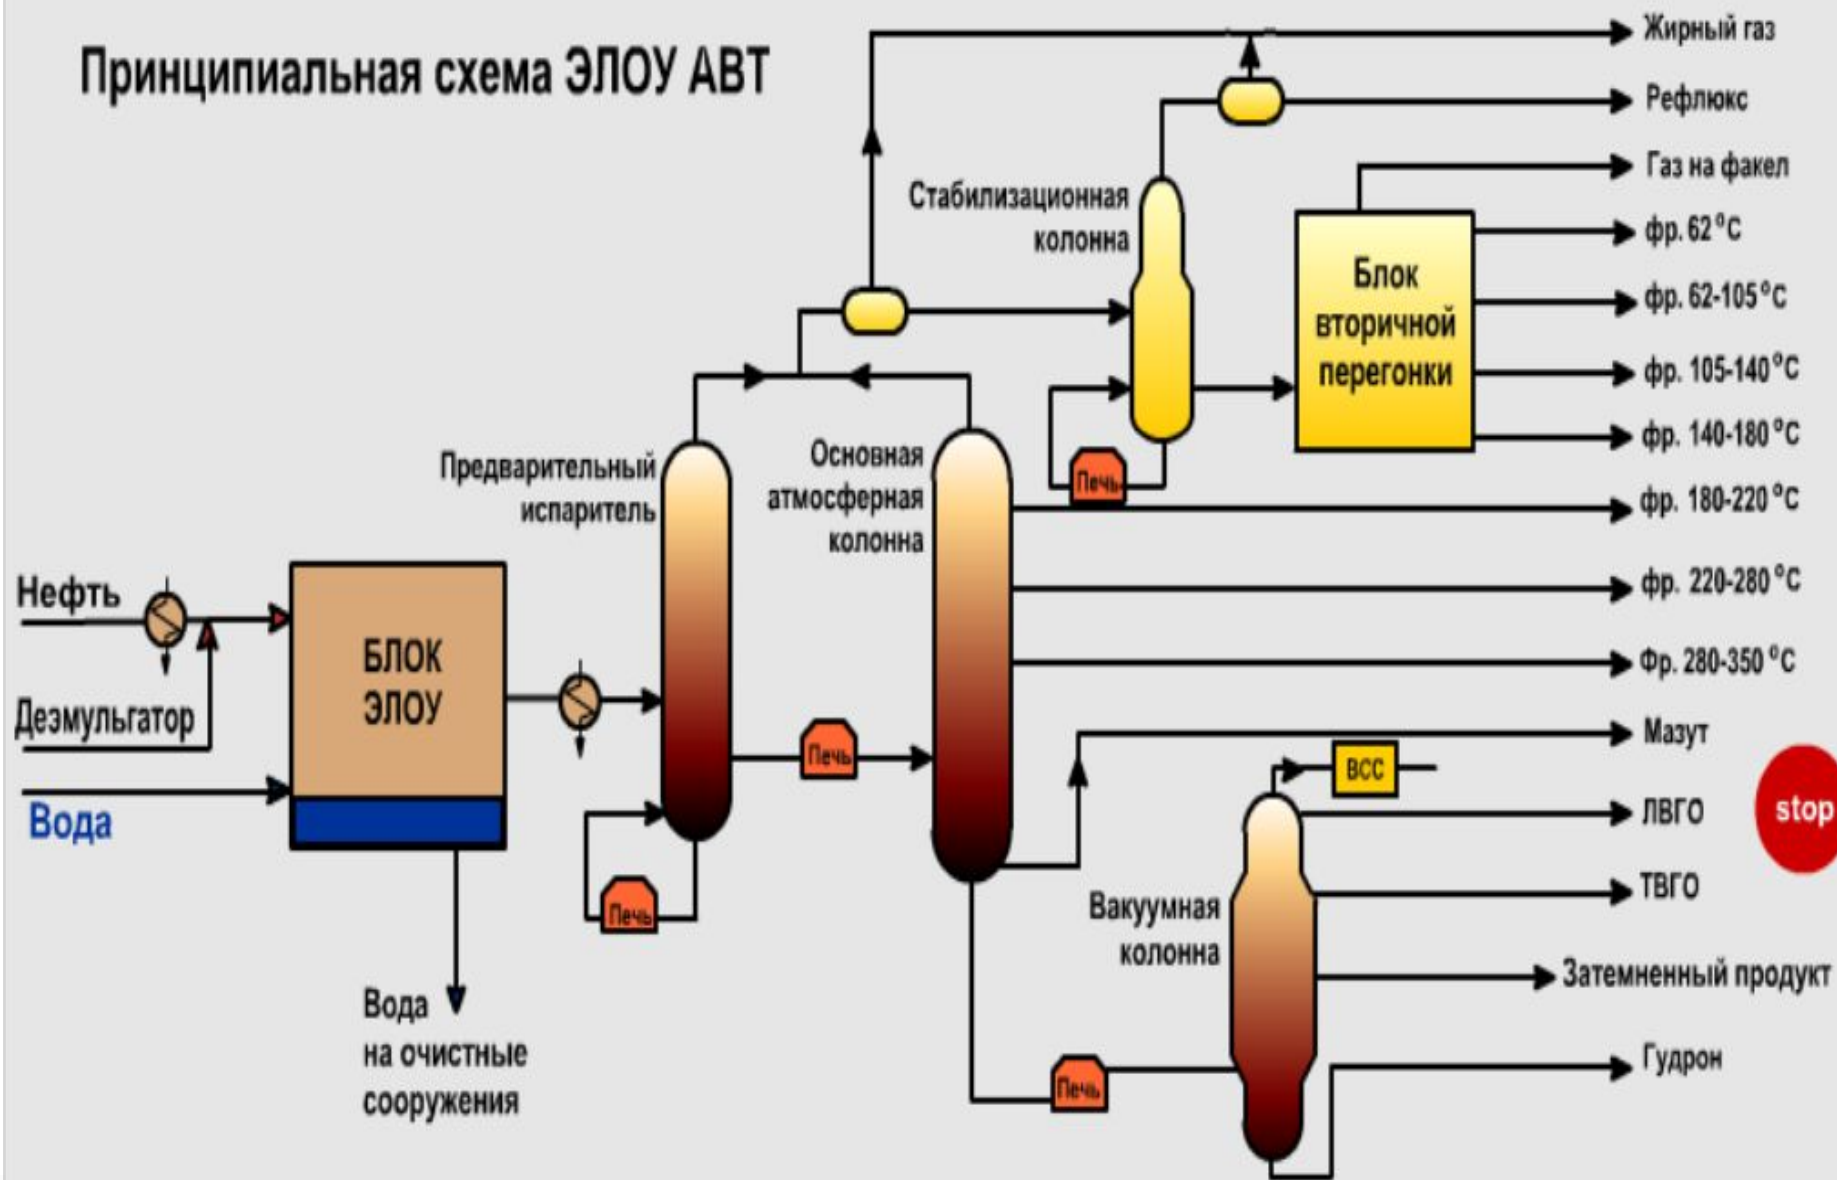 Принципиальная схема ЭЛОУ АВТ
Жирный газ
Рефлюкс
Газ на факел
Стабилизационная
колонна
фр. 62 °С
Блок
вторичной
перегонки
фр. 62-105 °С
фр. 105-140 °С
фр. 140-180 °С
Предварительный
испаритель
Основная
атмосферная
колонна
Печь
фр. 180-220 °С
фр. 220-280 °С
Фр. 280-350 °С
Нефть
Деэмульгатор
Вода
БЛОК
ЭЛОУ
Печь
Мазут
ВСС
ЛВГО
stop
ТВГО
Печь
Вакуумная
колонна
Затемненный продукт
Вода
на очистные
сооружения
Печь
Гудрон